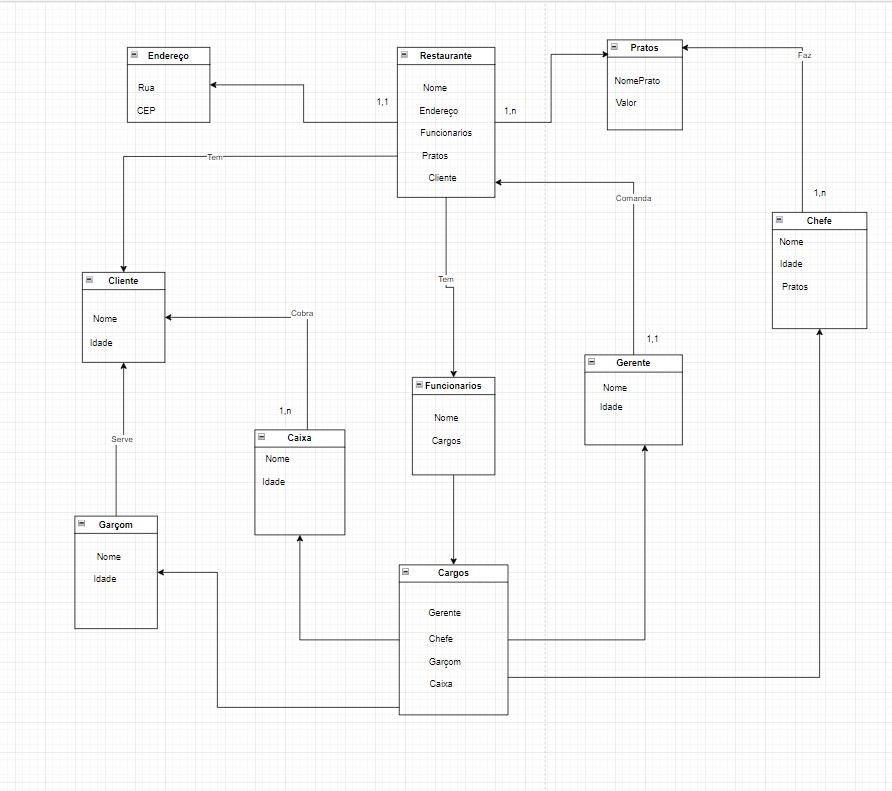 Endereço
Rua
CEP
Restaurante
Nome
Endereço
Funcionarios
Pratos
Cliente
Pratos
NomePrato
Valor
Faz
1,1
1,n
Tem
Comanda
1,n
Chefe
Nome
Idade
Pratos
Cliente
Nome
Idade
Tem
Cobra
1,1
Gerente
Nome
Idade
Funcionarios
Nome
Cargos
1,n
Caixa
Nome
Idade
Serve
Garçom
Nome
Idade
Cargos
Gerente
Chefe
Garçom
Caixa